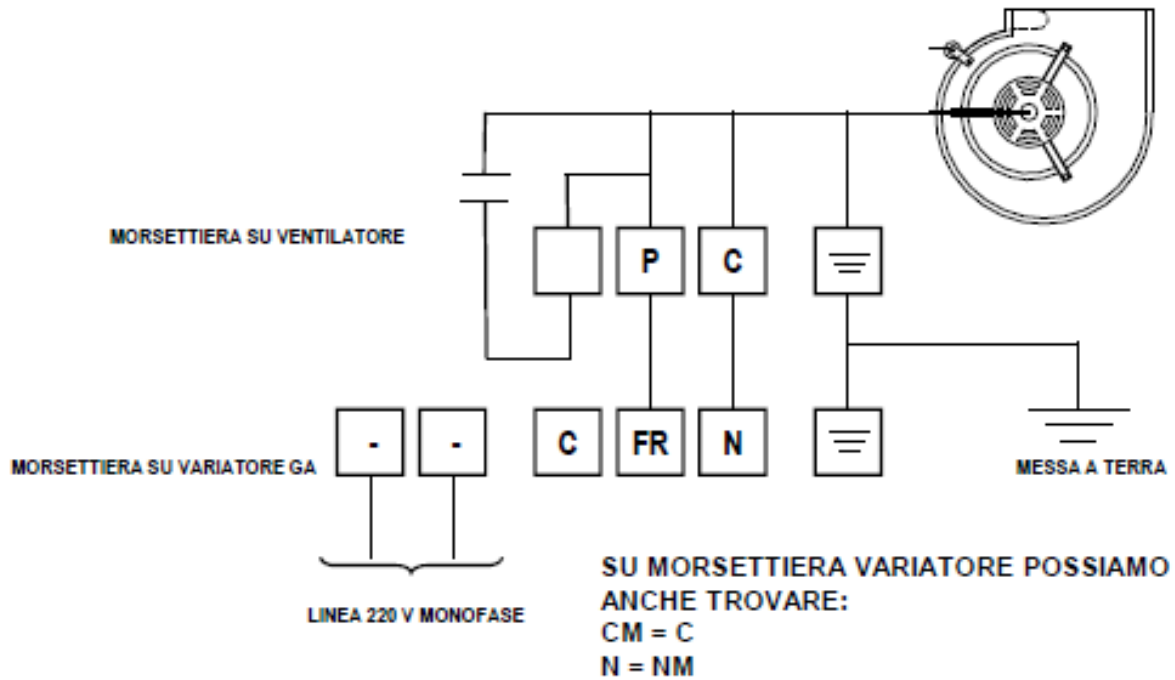 MORSETTIERA SU VENTILATORE
P
C
MORSETTIERA SU VARIATORE GA
-
-
C
FR
N
MESSA A TERRA
LINEA 220 V MONOFASE
SU MORSETTIERA VARIATORE POSSIAMO
ANCHE TROVARE:
CM = C
N = NM